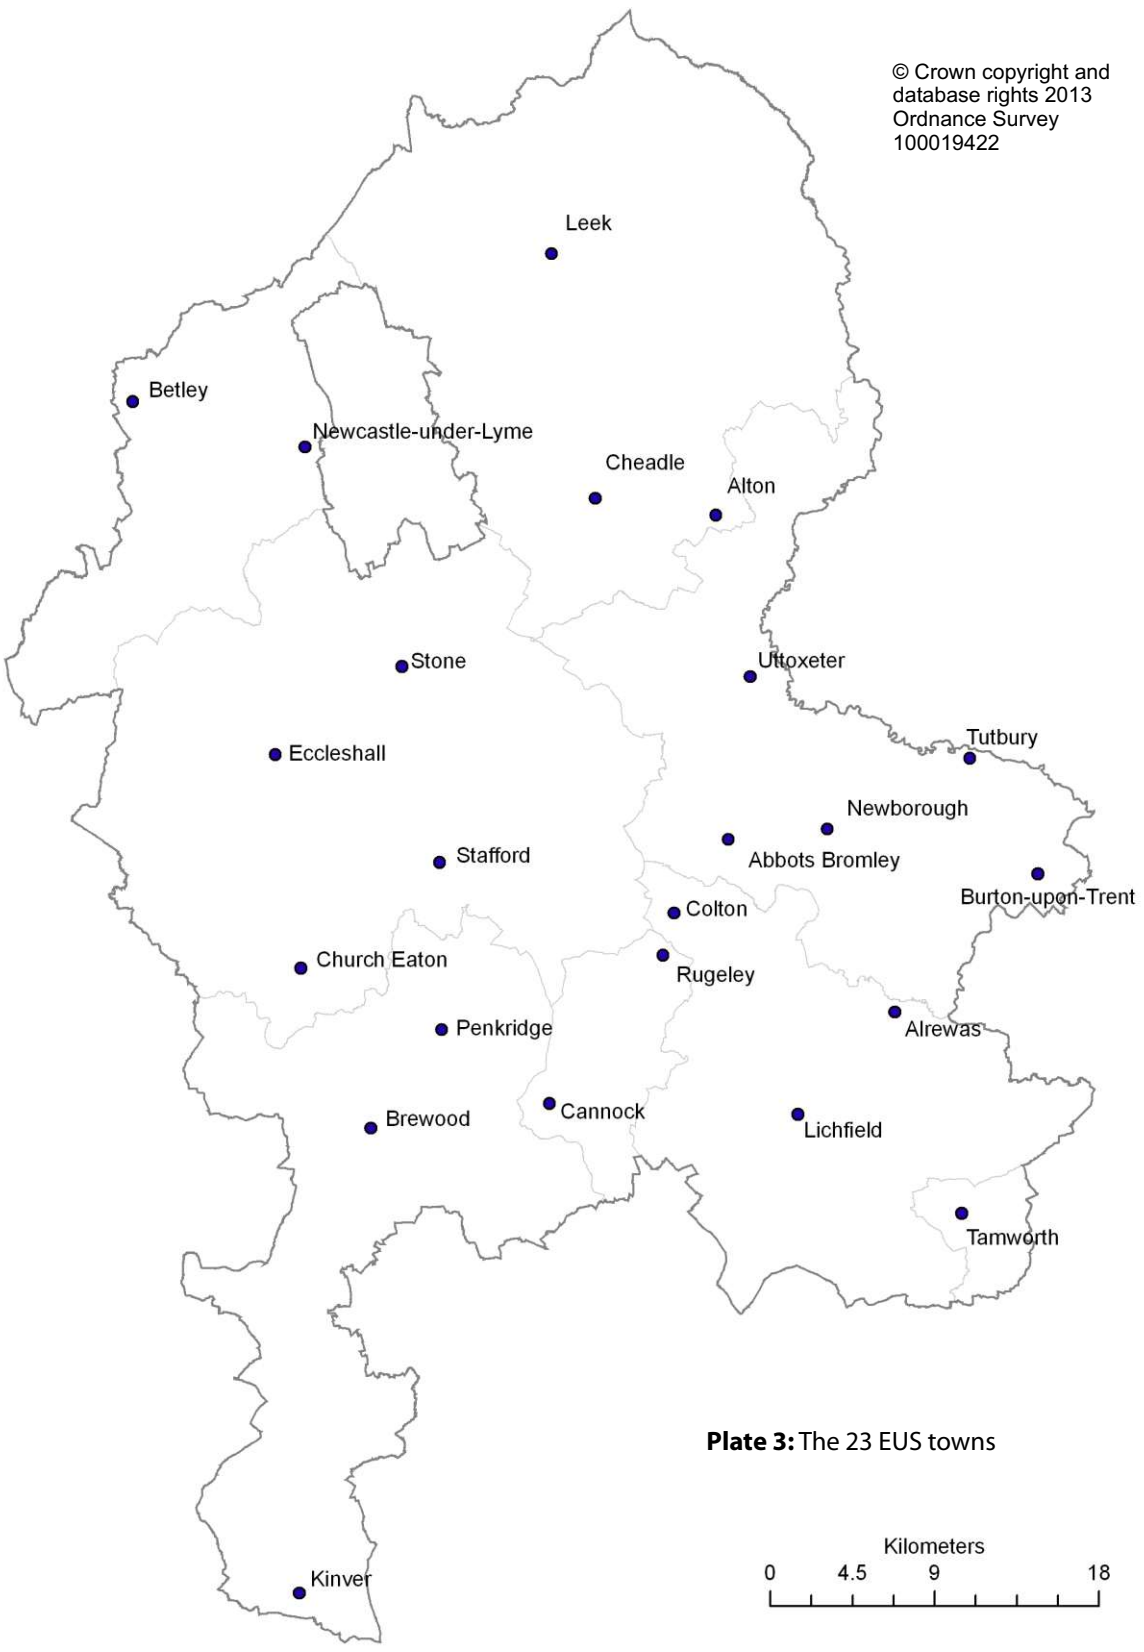 © Crown copyright and
database rights 2013
Ordnance Survey
100019422
Leek
Betley
Newcastle-under-Lyme
Cheadle
Alton
Stone
Uttoxeter
Eccleshall
Tutbury
Newborough
Stafford
Abbots Bromley
Burton-upon-Trent
Colton
Church Eaton
Rugeley
Penkridge
Alrewas
Cannock
Brewood
Lichfield
Tamworth
Plate 3: The 23 EUS towns
Kilometers
0 4.5 9 18
Kinver